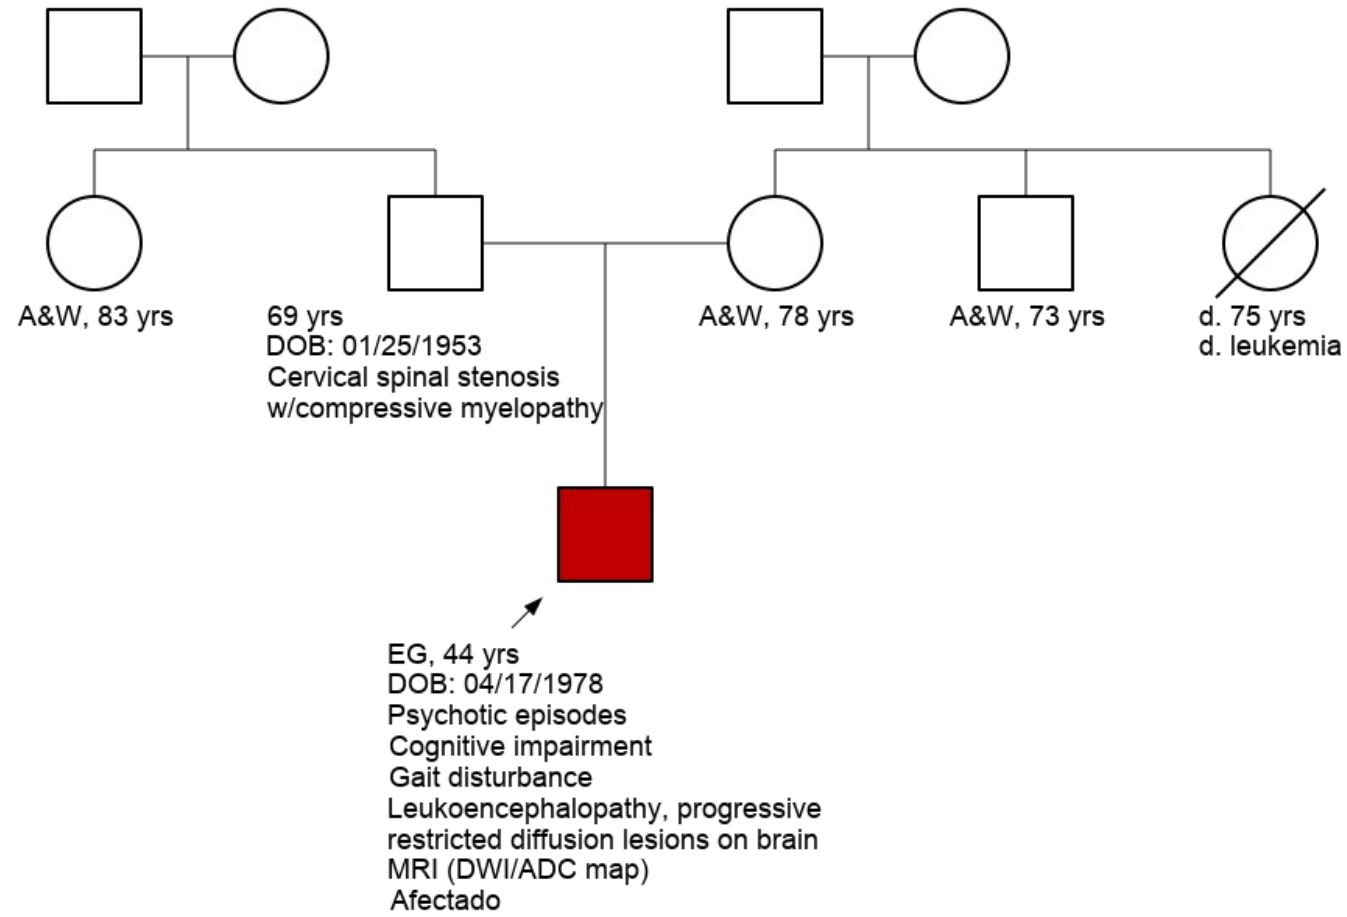 A&W, 83 yrs
69 yrs
DOB: 01/25/1953
Cervical spinal stenosis
w/compressive myelopathy
A&W, 78 yrs
A&W, 73 yrs
d. 75 yrs
d. leukemia
EG, 44 yrs
DOB: 04/17/1978
Psychotic episodes
Cognitive impairment
Gait disturbance
Leukoencephalopathy, progressive
restricted diffusion lesions on brain
MRI (DWI/ADC map)
Afectado